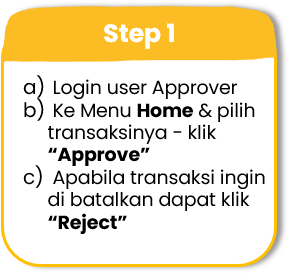 Step 1
a) Login user Approver
b) Ke Menu Home & pilih
transaksinya - klik
“Approve”
c) Apabila transaksi ingin
di batalkan dapat klik
“Reject”